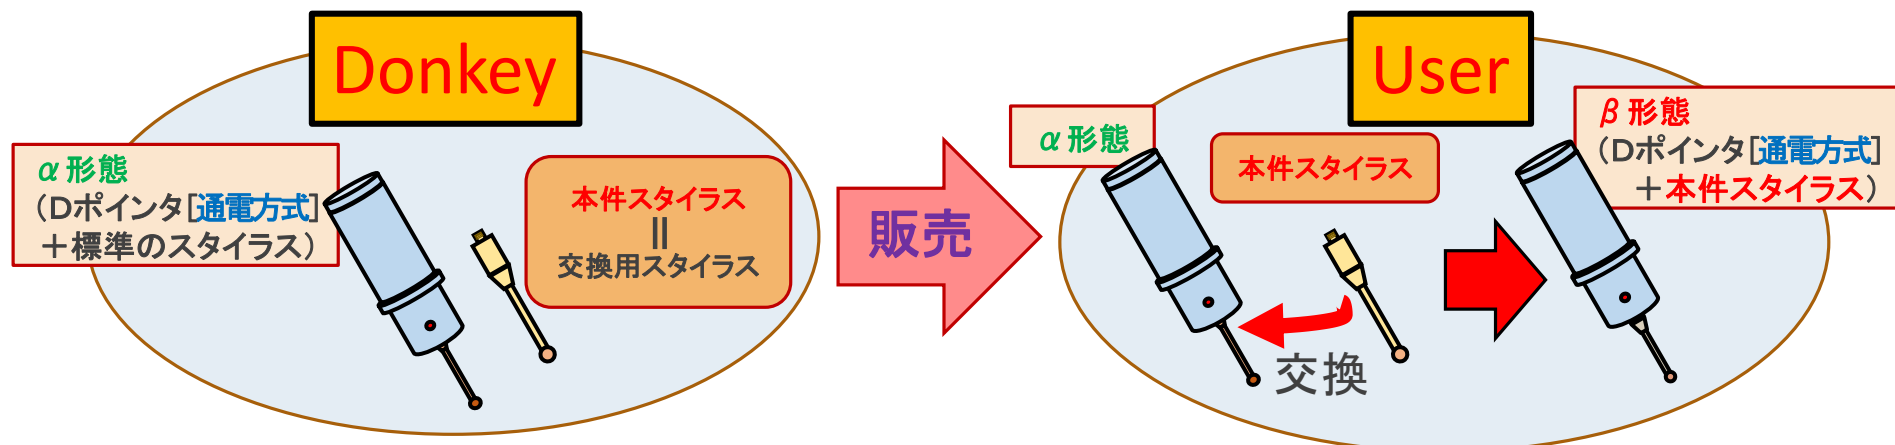 Donkey
α形態
（Dポインタ[通電方式]
＋標準のスタイラス）
本件スタイラス
||
交換用スタイラス
販売
User
α形態
本件スタイラス
交換
β形態
（Dポインタ[通電方式]
＋本件スタイラス）